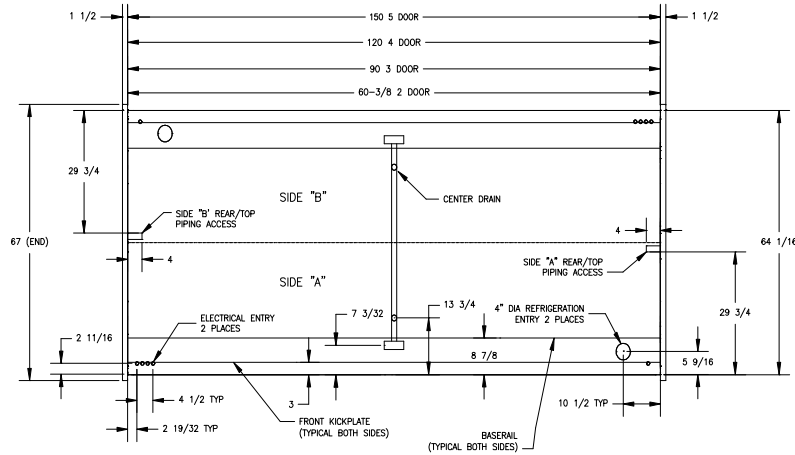 1 1/2
150 5 DOOR
1 1/2
120 4 DOOR
90 3 DOOR
60-3/8 2 DOOR
29 3/4
SIDE "B"
CENTER DRAIN
SIDE "B' REAR/TOP
PIPING ACCESS
67 (END)
4
64 1/16
4
SIDE "A" REAR/TOP
PIPING ACCESS
SIDE "A"
13 3/4
7 3/32
4" DIA REFRIGERATION
ENTRY 2 PLACES
29 3/4
ELECTRICAL ENTRY
2 PLACES
2 11/16
8 7/8
5 9/16
4 1/2 TYP
3
10 1/2 TYP
FRONT KICKPLATE
(TYPICAL BOTH SIDES)
2 19/32 TYP
BASERAIL
(TYPICAL BOTH SIDES)